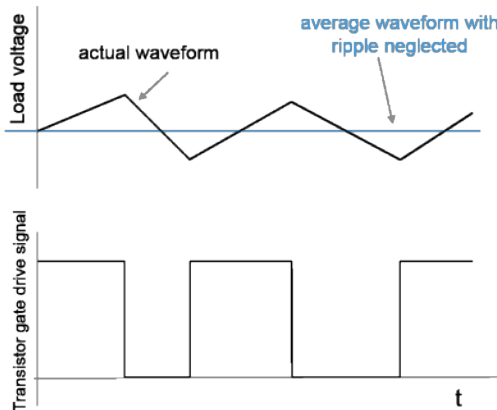 Load voltage
actual waveform
average waveform with
ripple neglected
Transistor gate drive signal
t